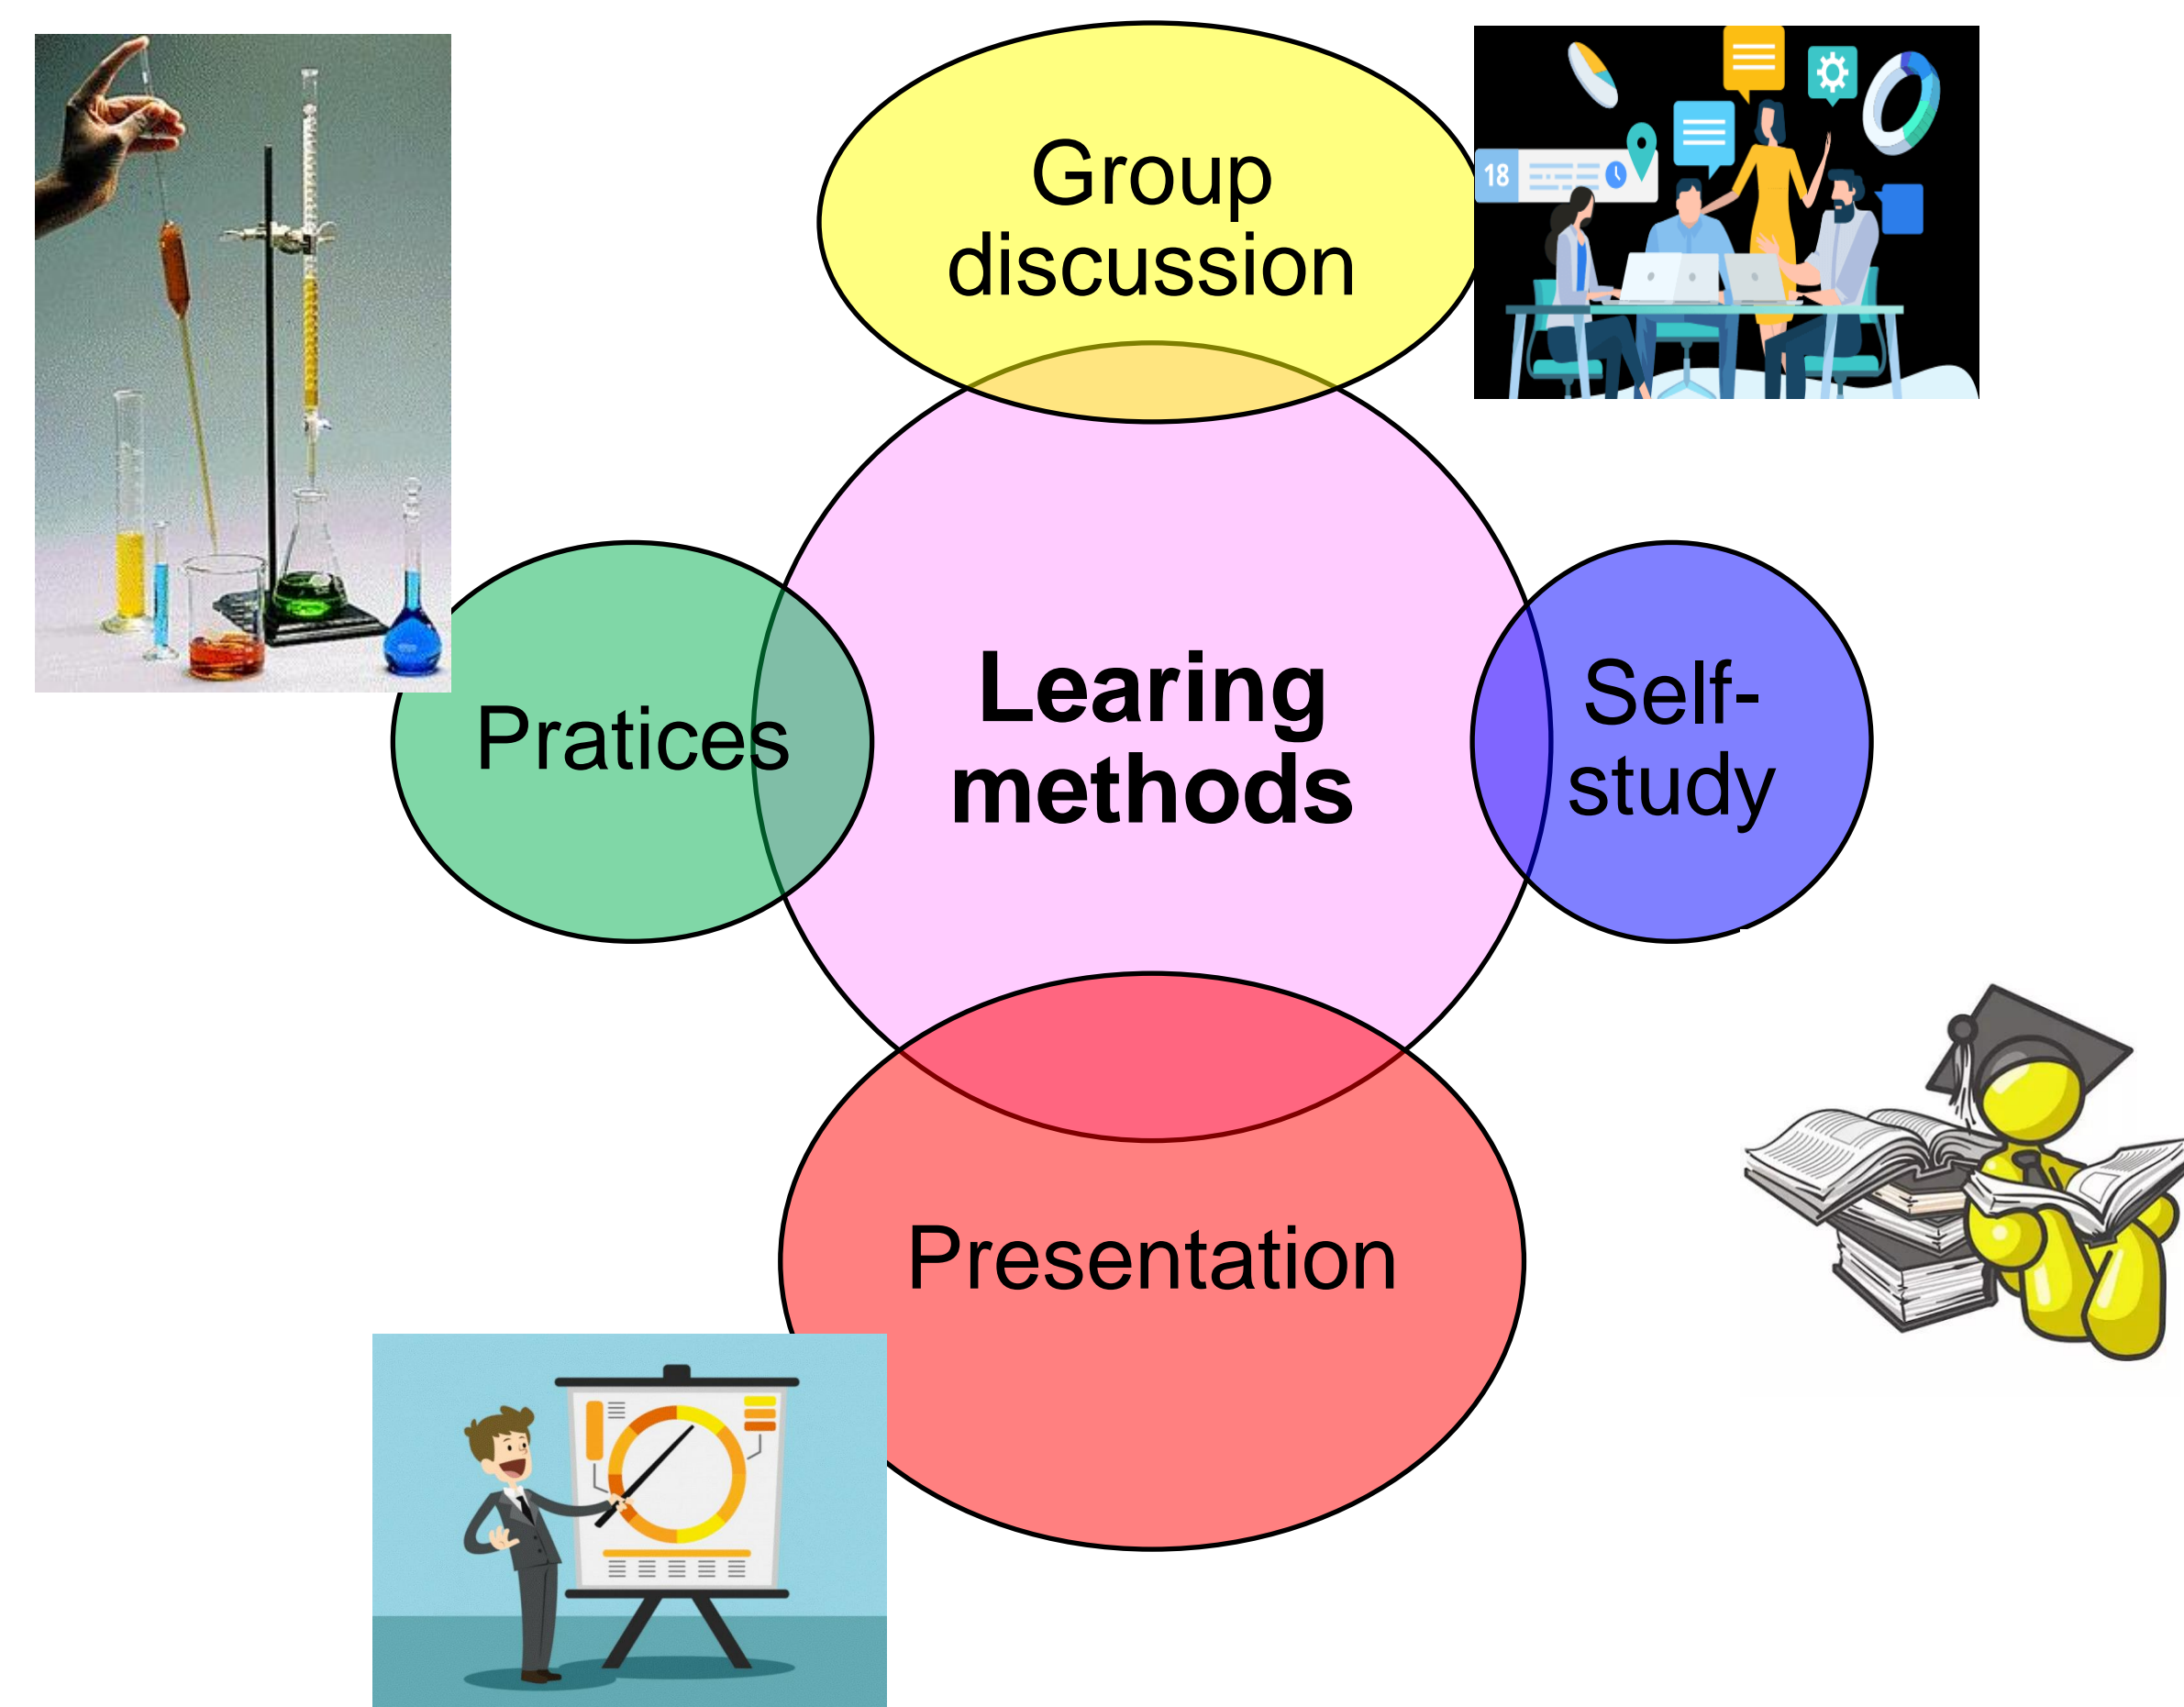 Group
discussion
18
Pratices
Learing
methods
Self-
study
Presentation